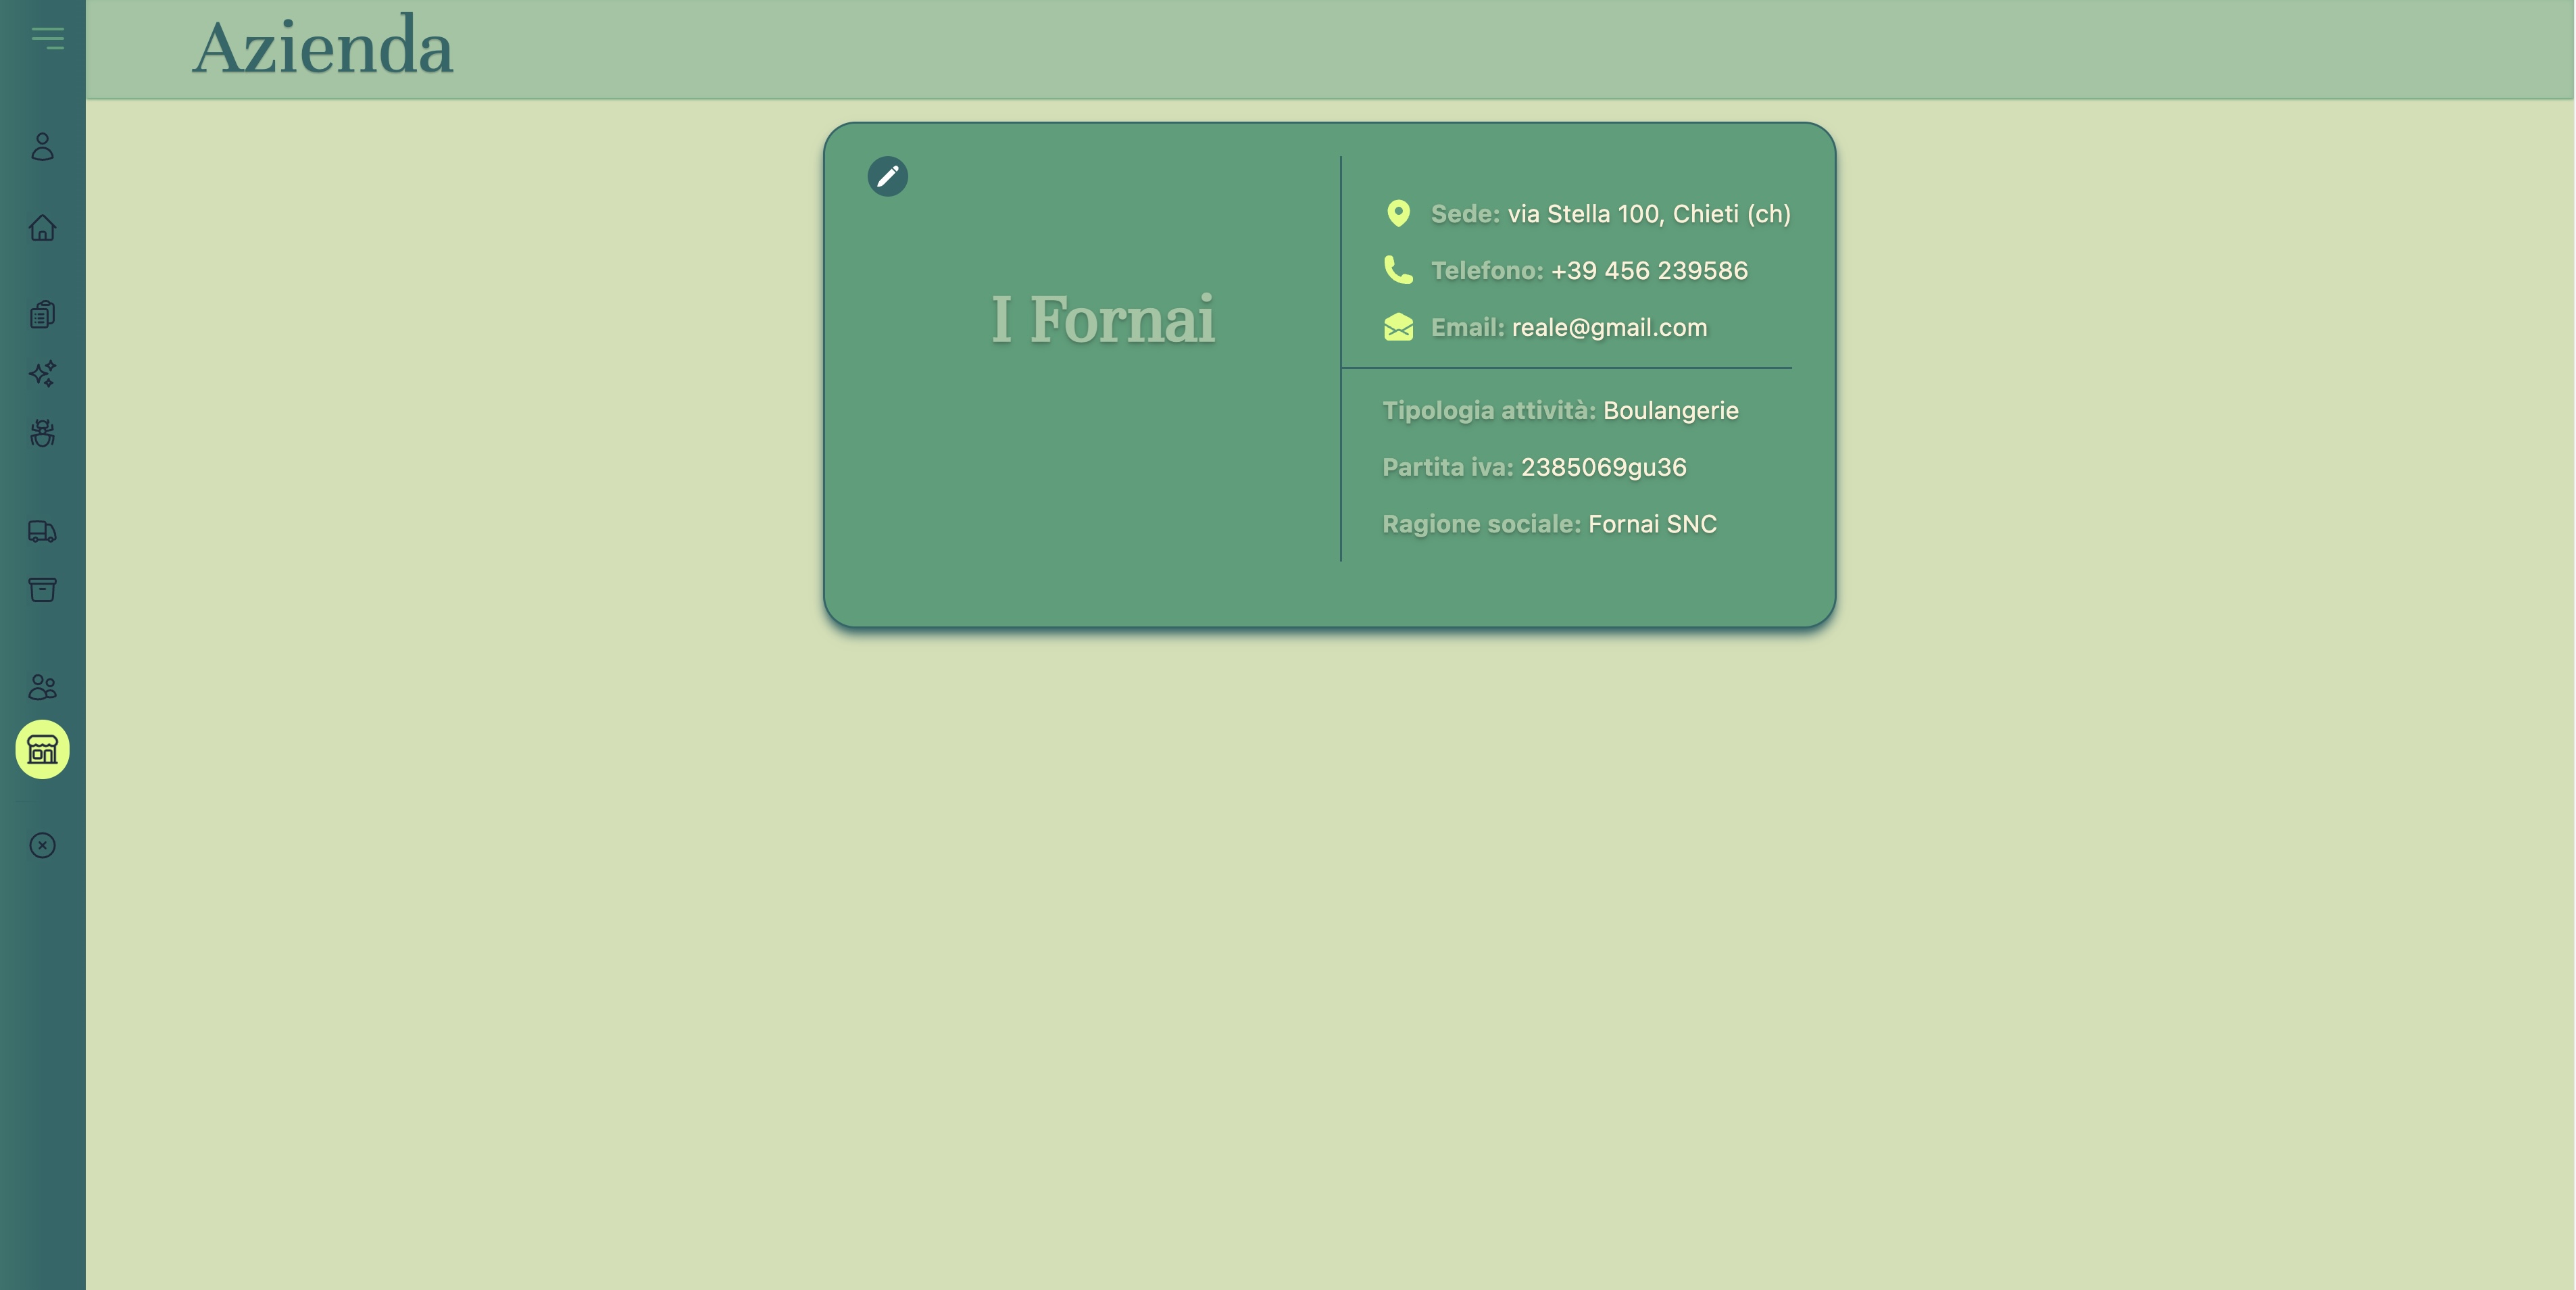 Azienda
I Fornai
Sede: via Stella 100, Chieti (ch)
Telefono: +39 456 239586
Email: reale@gmail.com
Tipologia attività: Boulangerie
Partita iva: 2385069gu36
Ragione sociale: Fornai SNC